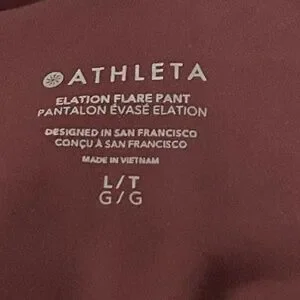 ATHLETA
ELATION FLARE PANT
PANTALON ÉVASÉ ELATION
DESIGNED IN SAN FRANCISCO
CONÇU À SAN FRANCISCO
MADE IN VIETNAM
L/T
G/G